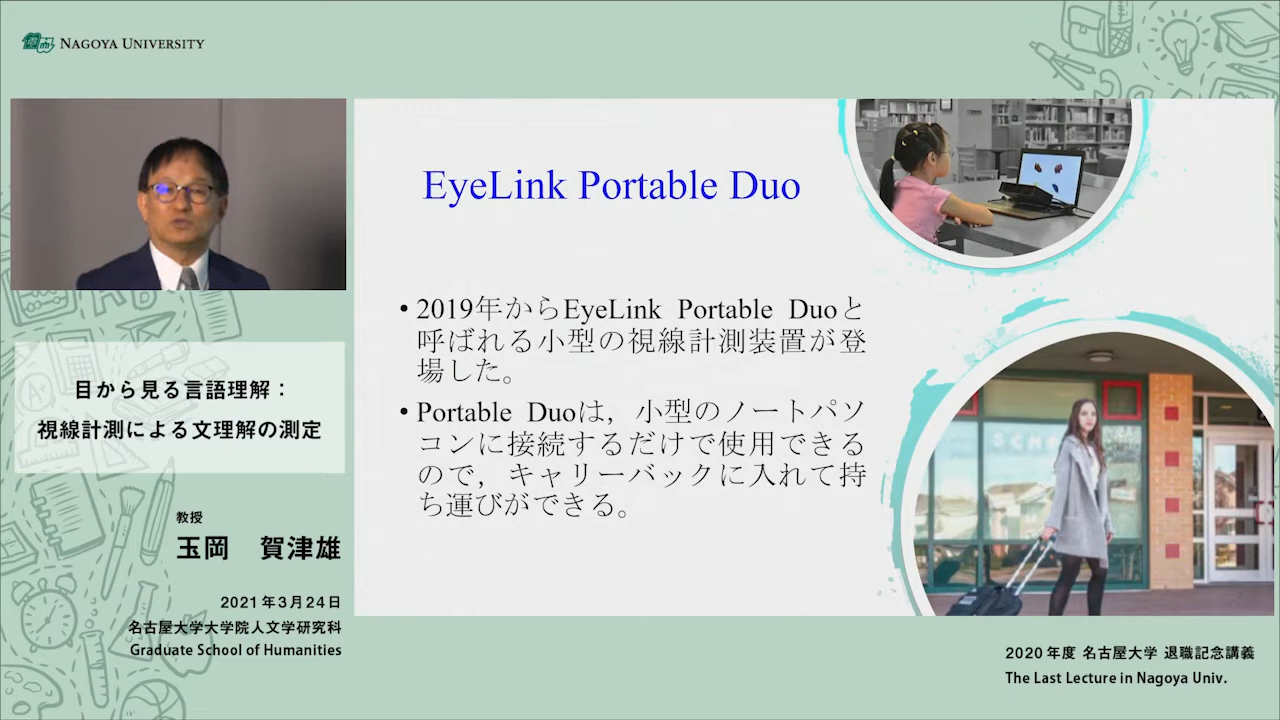 NAGOYA UNIVERSITY
EyeLink Portable Duo
• 2019年からEyeLink Portable Duoと
呼ばれる小型の視線計測装置が登
場した。
• Portable Duoは，小型のノートパソ
コンに接続するだけで使用できる
ので，キャリーバックに入れて持
ち運びができる。
目から見る言語理解：
視線計測による文理解の測定
教授
玉岡 賀津雄
2021年3月24日
名古屋大学大学院人文学研究科
Graduate School of Humanities
2020年度 名古屋大学 退職記念講義
The Last Lecture in Nagoya Univ.